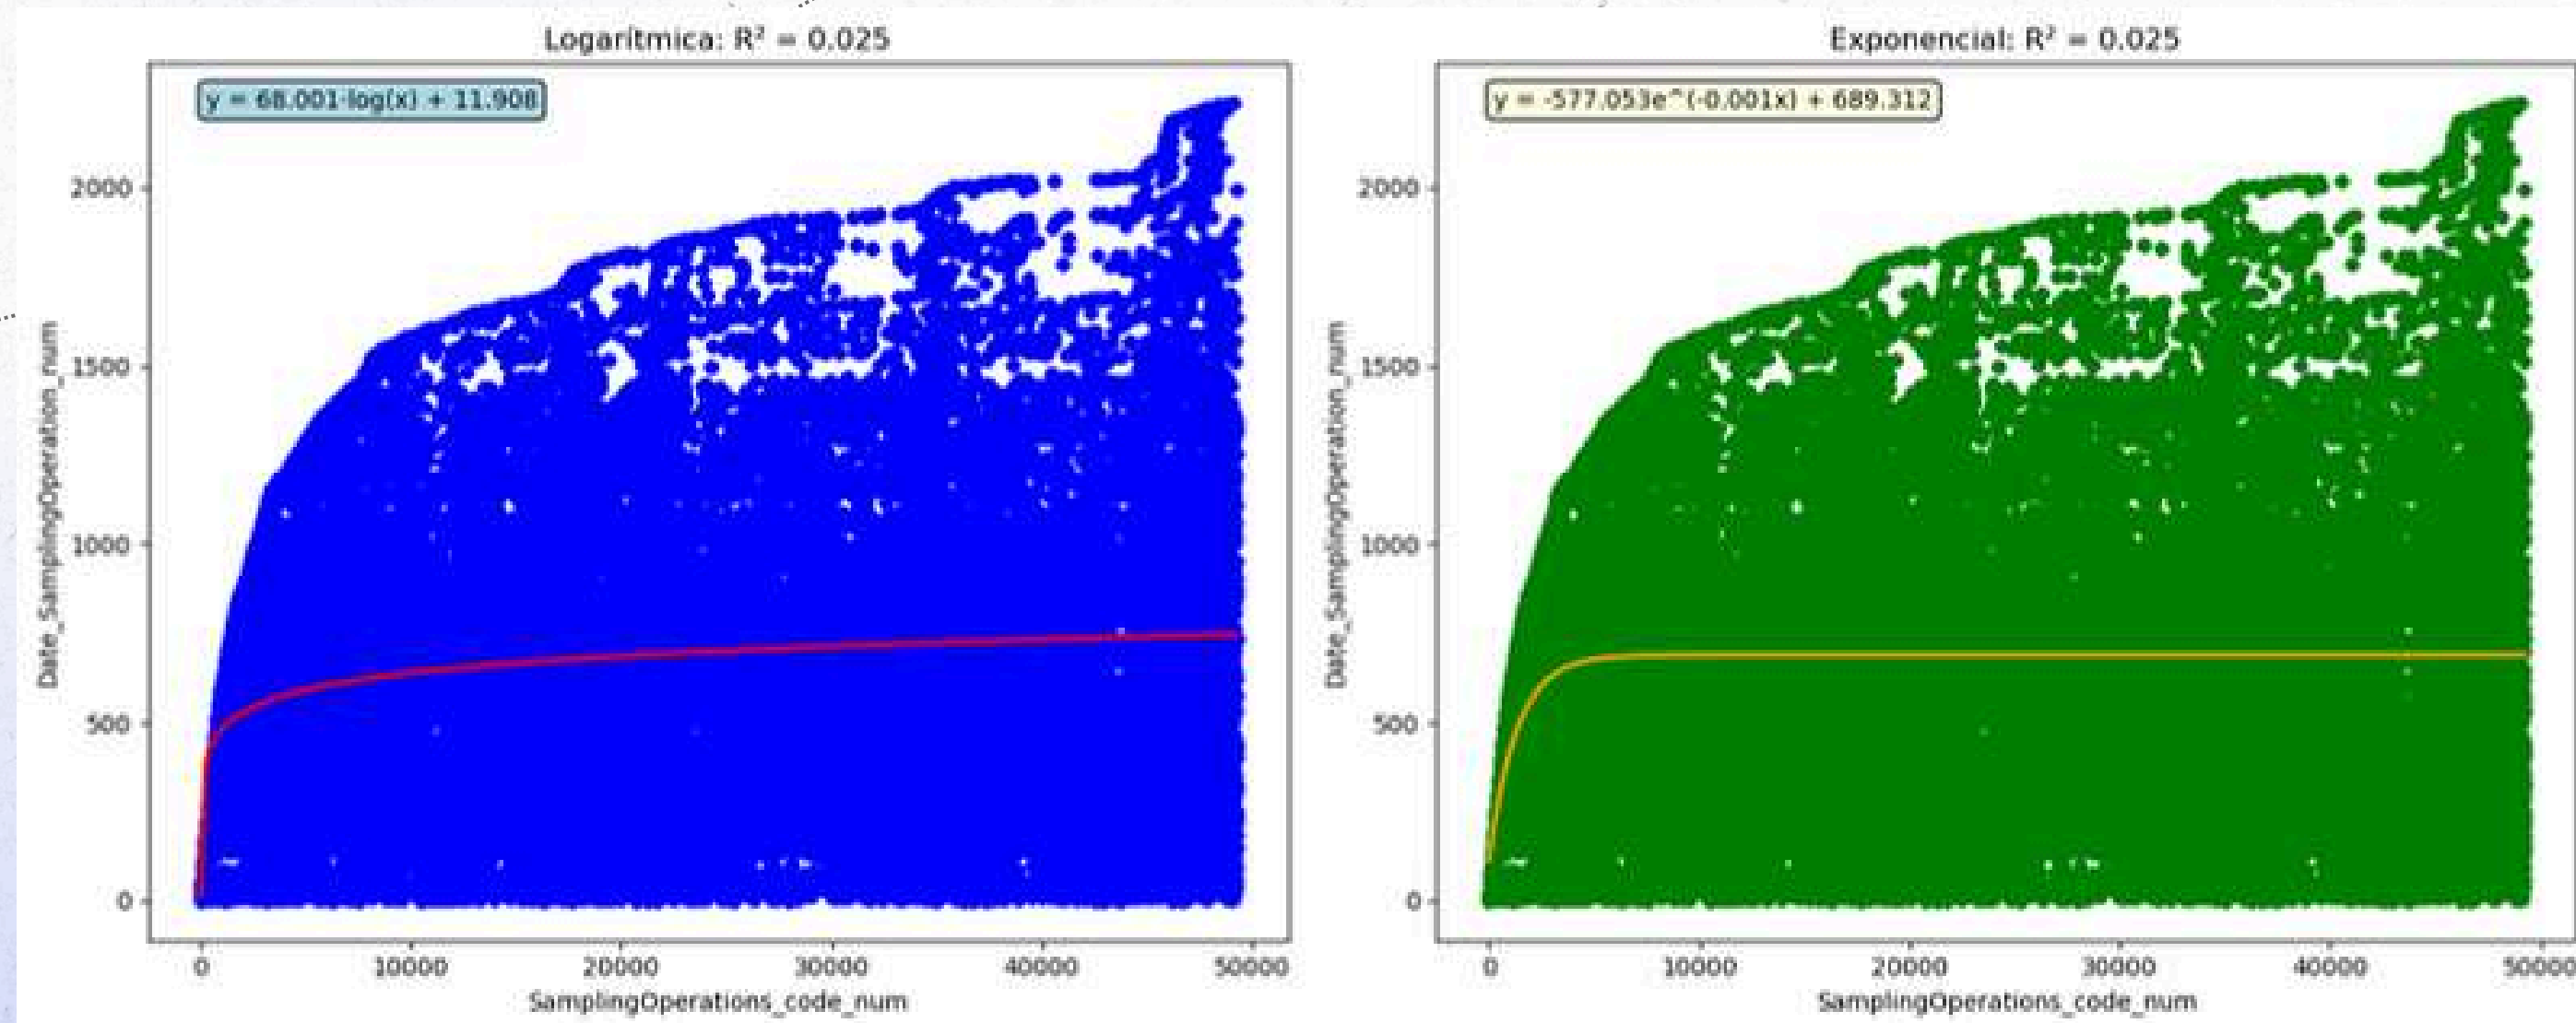 Logarítmica: R² = 0.025
y = 68.001·log(x) + 11.908
Date_SamplingOperation_num
2000
1500
1000
500
0
0 10000 20000 30000 40000 50000
SamplingOperations_code_num
Exponencial: R² = 0.025
y = -577.053e^(-0.001x) + 689.312
Date_SamplingOperation_num
2000
1500
1000
500
0
0 10000 20000 30000 40000 50000
SamplingOperations_code_num